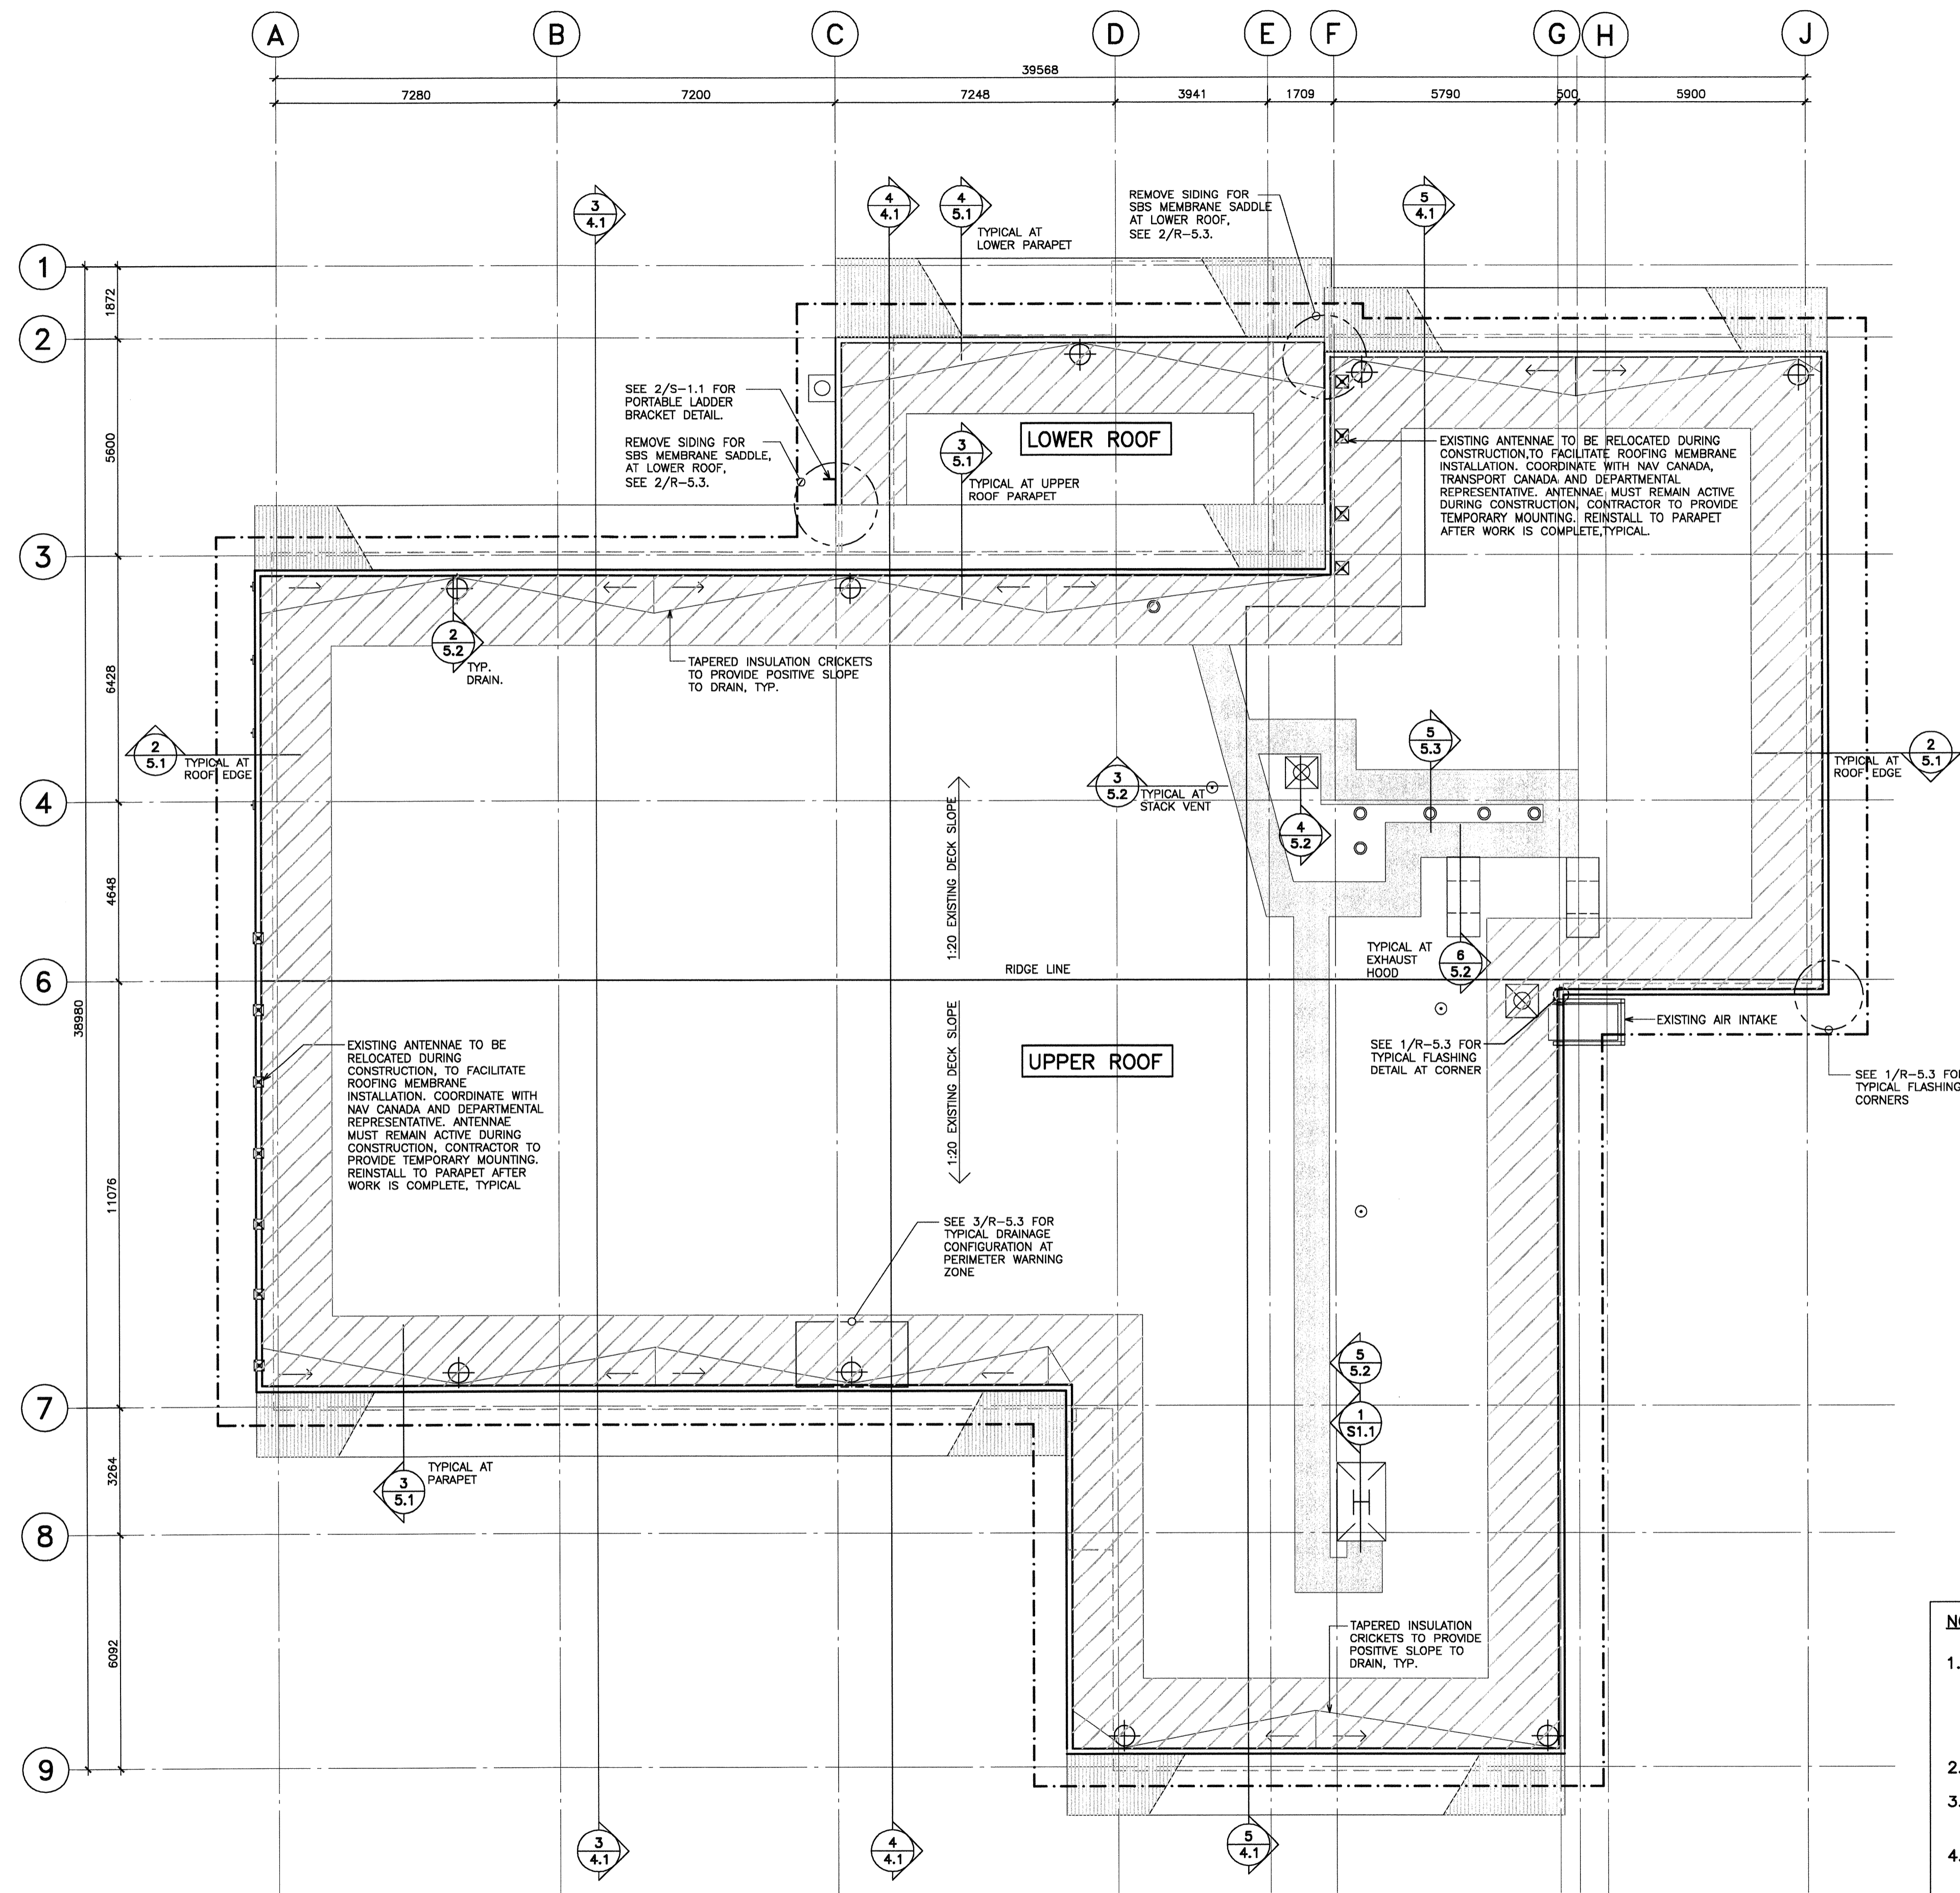 A B C D E F G H J
39568
7280 7200 7248 3941 1709 5790 500 5900
3
4.1
4
4.1
4
5.1
TYPICAL AT
LOWER PARAPET
REMOVE SIDING FOR
SBS MEMBRANE SADDLE
AT LOWER ROOF,
SEE 2/R-5.3.
5
4.1
1
1872
2
SEE 2/S-1.1 FOR
PORTABLE LADDER
BRACKET DETAIL.
REMOVE SIDING FOR
SBS MEMBRANE SADDLE,
AT LOWER ROOF,
SEE 2/R-5.3.
LOWER ROOF
3
5.1
TYPICAL AT UPPER
ROOF PARAPET
EXISTING ANTENNAE TO BE RELOCATED DURING
CONSTRUCTION,TO FACILITATE ROOFING MEMBRANE
INSTALLATION. COORDINATE WITH NAV CANADA,
TRANSPORT CANADA AND DEPARTMENTAL
REPRESENTATIVE. ANTENNAE MUST REMAIN ACTIVE
DURING CONSTRUCTION, CONTRACTOR TO PROVIDE
TEMPORARY MOUNTING. REINSTALL TO PARAPET
AFTER WORK IS COMPLETE,TYPICAL.
5600
3
2
5.2
TYP.
DRAIN.
TAPERED INSULATION CRICKETS
TO PROVIDE POSITIVE SLOPE
TO DRAIN, TYP.
6428
2
5.1
TYPICAL AT
ROOF EDGE
3
5.2
TYPICAL AT
STACK VENT
5
5.3
TYPICAL AT
ROOF EDGE
2
5.1
4
4
5.2
1:20 EXISTING DECK SLOPE
4648
TYPICAL AT
EXHAUST
HOOD
6
5.2
6
RIDGE LINE
38980
1:20 EXISTING DECK SLOPE
UPPER ROOF
EXISTING AIR INTAKE
SEE 1/R-5.3 FOR
TYPICAL FLASHING
DETAIL AT CORNER
SEE 1/R-5.3 FO
TYPICAL FLASHING
CORNERS
EXISTING ANTENNAE TO BE
RELOCATED DURING
CONSTRUCTION, TO FACILITATE
ROOFING MEMBRANE
INSTALLATION. COORDINATE WITH
NAV CANADA AND DEPARTMENTAL
REPRESENTATIVE. ANTENNAE
MUST REMAIN ACTIVE DURING
CONSTRUCTION, CONTRACTOR TO
PROVIDE TEMPORARY MOUNTING.
REINSTALL TO PARAPET AFTER
WORK IS COMPLETE, TYPICAL
11076
SEE 3/R-5.3 FOR
TYPICAL DRAINAGE
CONFIGURATION AT
PERIMETER WARNING
ZONE
5
5.2
1
S1.1
7
3264
TYPICAL AT
PARAPET
3
5.1
8
6092
TAPERED INSULATION
CRICKETS TO PROVIDE
POSITIVE SLOPE TO
DRAIN, TYP.
1.
2.
3.
4.
9
3
4.1
4
4.1
5
4.1